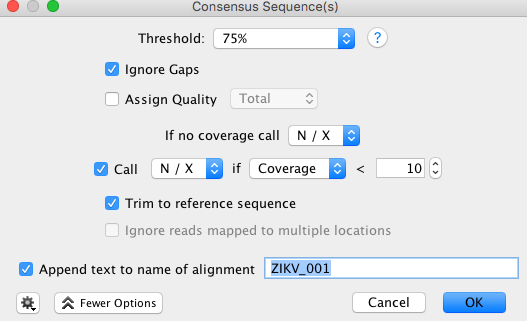 Consensus Sequence(s)
Threshold: 75% ?
Ignore Gaps
Assign Quality Total
If no coverage call N / X
Call N / X if Coverage < 10
Trim to reference sequence
Ignore reads mapped to multiple locations
Append text to name of alignment ZIKV_001
Fewer Options Cancel OK